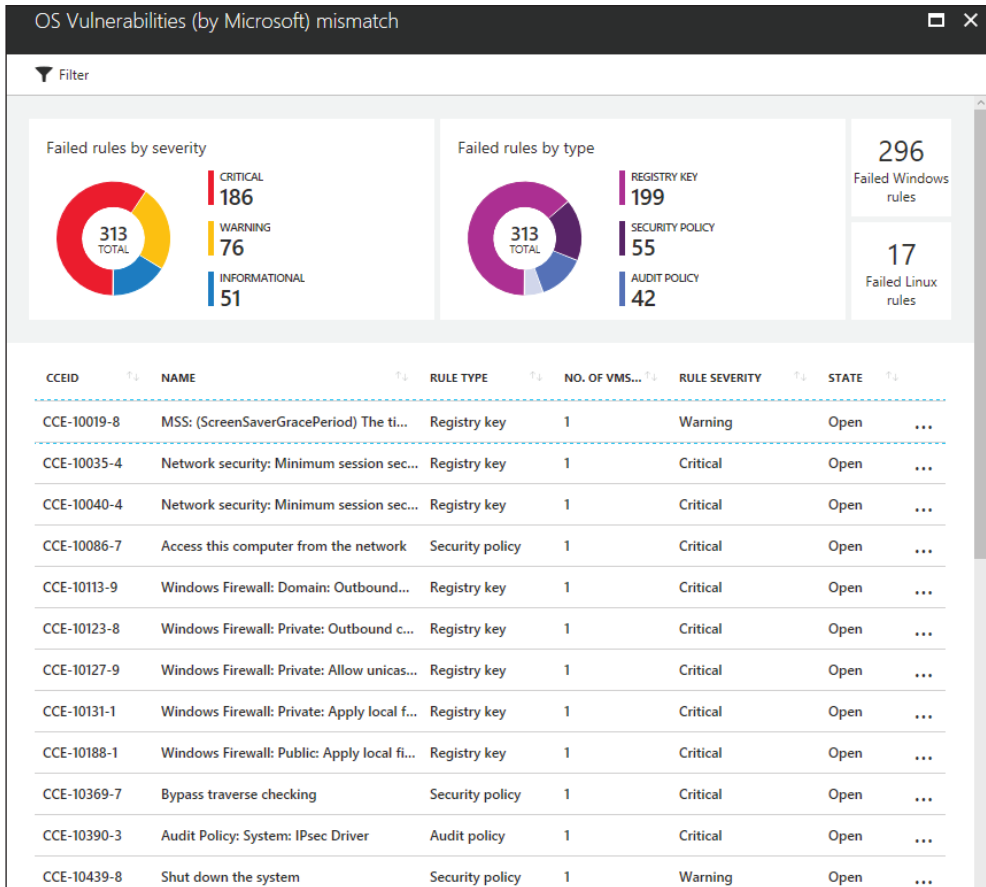 OS Vulnerabilities (by Microsoft) mismatch
Filter
Failed rules by severity
313
TOTAL
CRITICAL
186
WARNING
76
INFORMATIONAL
51
Failed rules by type
313
TOTAL
REGISTRY KEY
199
SECURITY POLICY
55
AUDIT POLICY
42
296
Failed Windows
rules
17
Failed Linux
rules
CCEID NAME RULE TYPE NO. OF VMS... RULE SEVERITY STATE
CCE-10019-8 MSS: (ScreenSaverGracePeriod) The ti... Registry key 1 Warning Open ...
CCE-10035-4 Network security: Minimum session sec... Registry key 1 Critical Open ...
CCE-10040-4 Network security: Minimum session sec... Registry key 1 Critical Open ...
CCE-10086-7 Access this computer from the network Security policy 1 Critical Open ...
CCE-10113-9 Windows Firewall: Domain: Outbound... Registry key 1 Critical Open ...
CCE-10123-8 Windows Firewall: Private: Outbound c... Registry key 1 Critical Open ...
CCE-10127-9 Windows Firewall: Private: Allow unicas... Registry key 1 Critical Open ...
CCE-10131-1 Windows Firewall: Private: Apply local f... Registry key 1 Critical Open ...
CCE-10188-1 Windows Firewall: Public: Apply local fi... Registry key 1 Critical Open ...
CCE-10369-7 Bypass traverse checking Security policy 1 Critical Open ...
CCE-10390-3 Audit Policy: System: IPsec Driver Audit policy 1 Critical Open ...
CCE-10439-8 Shut down the system Security policy 1 Warning Open ...